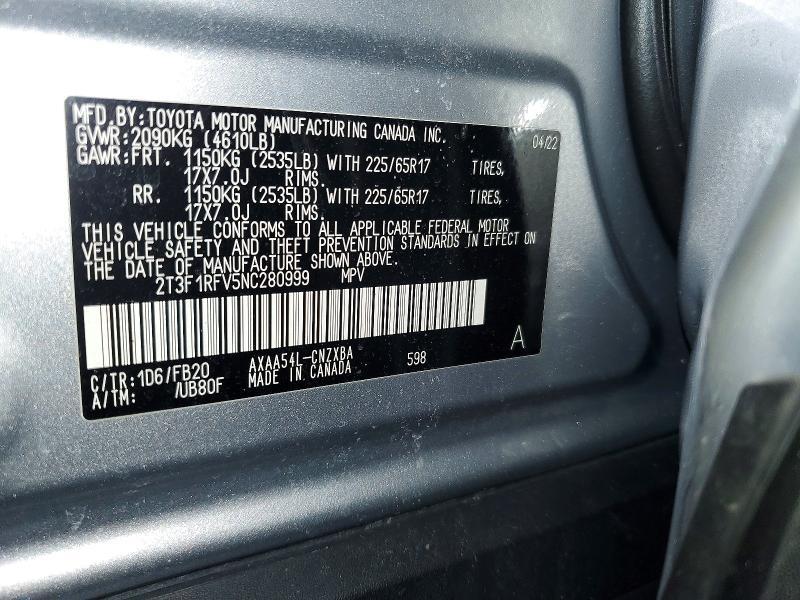 MFD.BY:TOYOTA MOTOR MANUFACTURING CANADA INC.
GVWR:2090KG (4610LB) 04/22
GAWR:FRT. 1150KG (2535LB) WITH 225/65R17 TIRES,
17X7.0J RIMS.
RR. 1150KG (2535LB) WITH 225/65R17 TIRES,
17X7.0J RIMS.
THIS VEHICLE CONFORMS TO ALL APPLICABLE FEDERAL MOTOR
VEHICLE SAFETY AND THEFT PREVENTION STANDARDS IN EFFECT ON
THE DATE OF MANUFACTURE SHOWN ABOVE.
2T3F1RFV5NC280999 MPV
C/TR:1D6/FB20 AXAA54L-CNZXBA 598 A
A/TM: /UB80F MADE IN CANADA